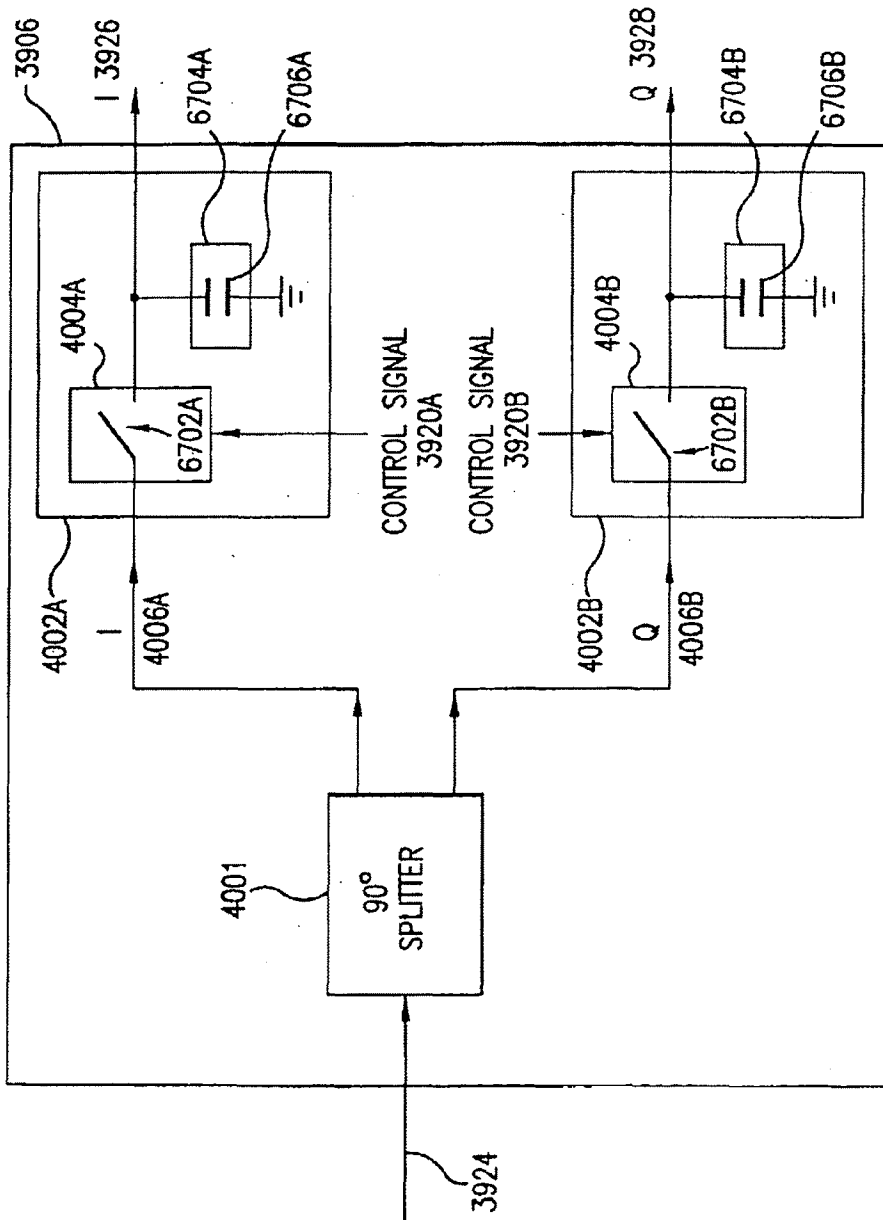 3906
I 3926
6704A
6706A
4004A
6702A
4002A
I
4006A
CONTROL SIGNAL
3920A
CONTROL SIGNAL
3920B
Q 3928
6704B
6706B
4004B
6702B
4002B
Q
4006B
4001
90°
SPLITTER
3924